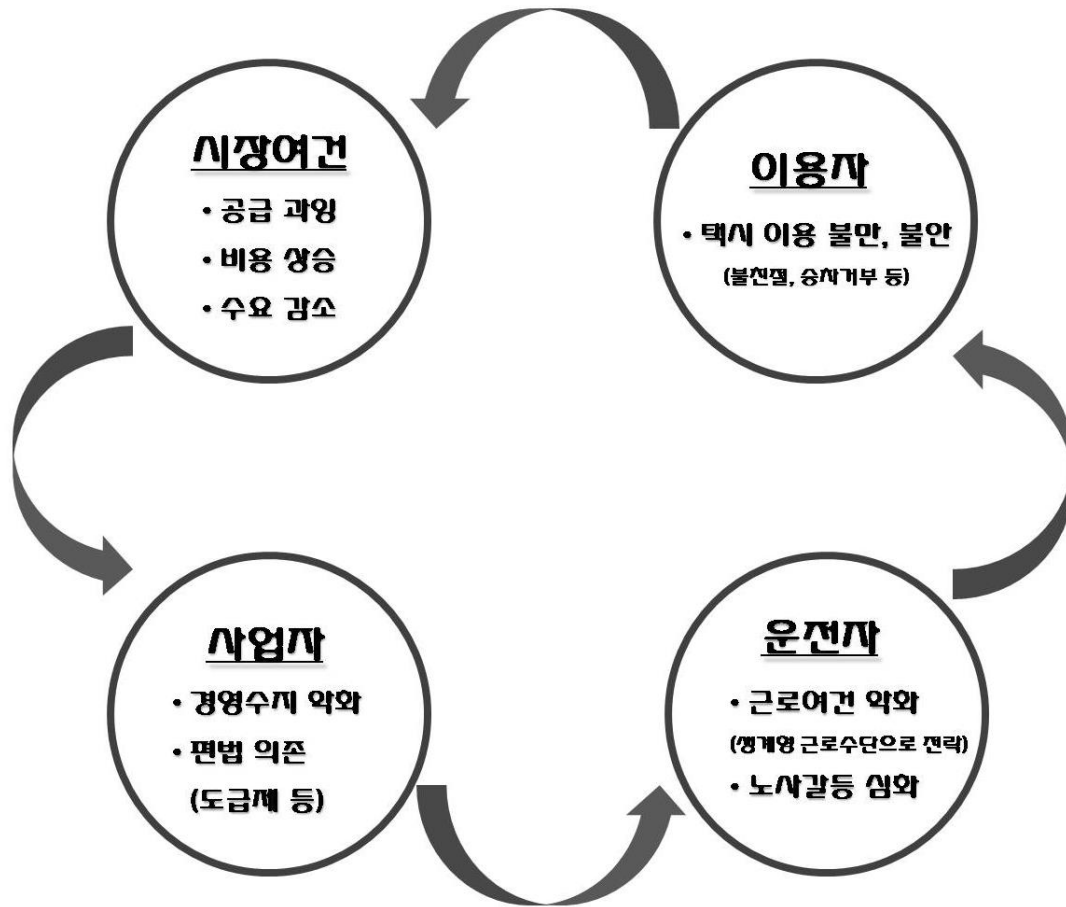 시장여건
• 공급 과잉
• 비용 상승
• 수요 감소
이용자
• 택시 이용 불만, 불안
(불친절, 승차거부 등)
사업자
• 경영수지 악화
• 편법 의존
(도급제 등)
운전자
• 근로여건 악화
(생계형 근로수단으로 전락)
• 노사갈등 심화